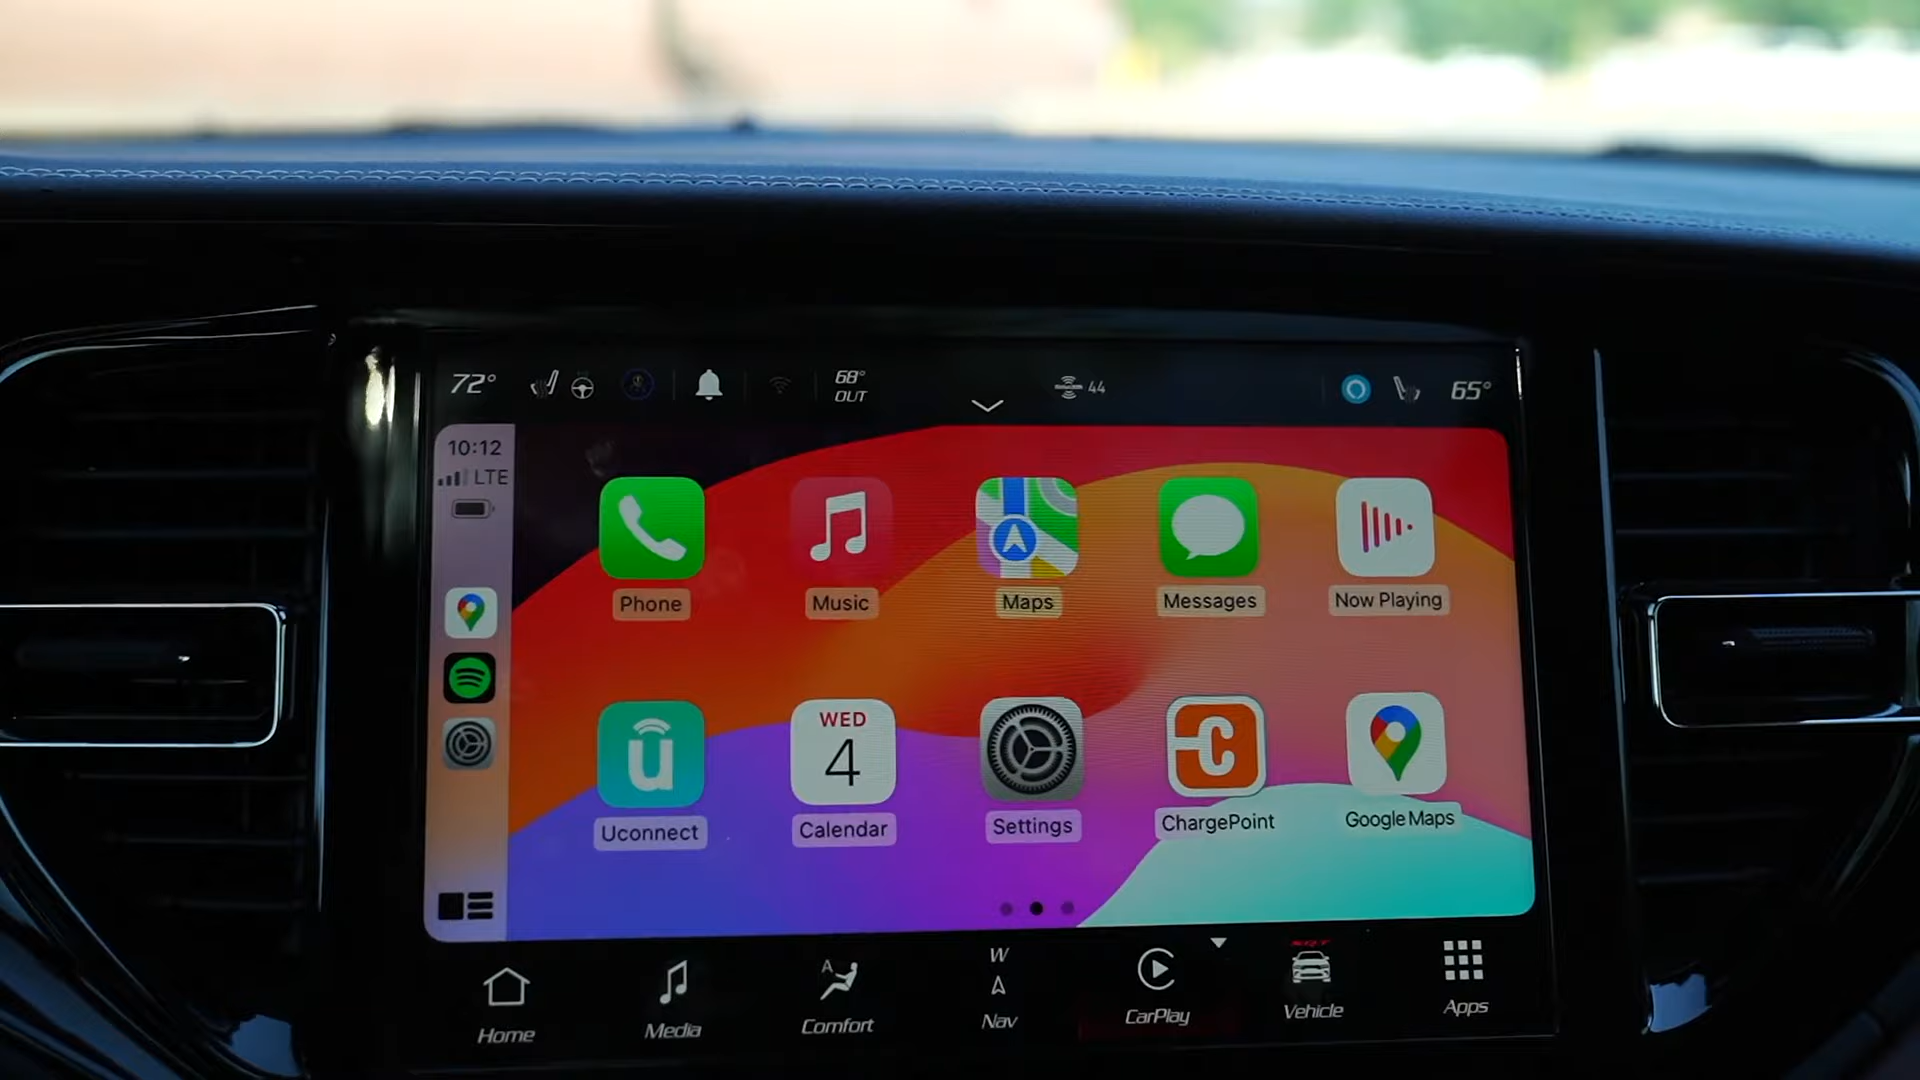 72°
68°
OUT
44
65°
10:12
LTE
Phone
Music
Maps
Messages
Now Playing
Uconnect
WED
4
Calendar
Settings
ChargePoint
Google Maps
Home
Media
A
Comfort
W
Nav
CarPlay
SRT
Vehicle
Apps